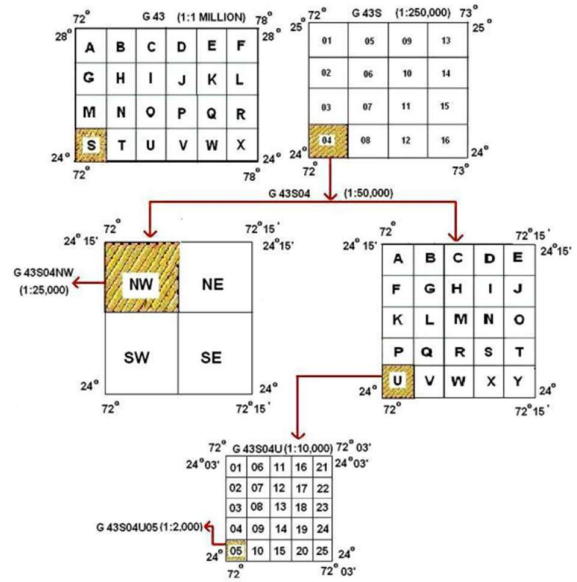 G 43 (1:1 MILLION)
72° 78°
28° 28°
A B C D E F
G H I J K L
M N O P Q R
S T U V W X
24° 24°
72° 78°
G 43S (1:250,000)
72° 73°
25° 25°
01 05 09 13
02 06 10 14
03 07 11 15
04 08 12 16
24° 24°
72° 73°
G 43S04 (1:50,000)
72° 72°15'
24°15' 24°15'
NW NE
SW SE
24° 24°
72° 72°15'
G 43S04NW
(1:25,000)
72° 72°15'
24°15' 24°15'
A B C D E
F G H I J
K L M N O
P Q R S T
U V W X Y
24° 24°
72° 72°15'
G 43S04U (1:10,000)
72° 72°03'
24°03' 24°03'
01 06 11 16 21
02 07 12 17 22
03 08 13 18 23
04 09 14 19 24
05 10 15 20 25
24° 24°
72° 72°03'
G 43S04U05 (1:2,000)